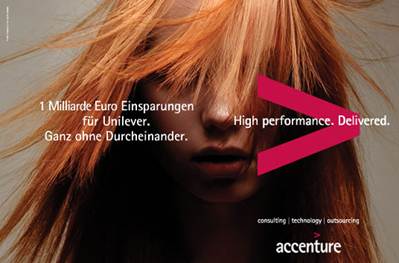 1 Milliarde Euro Einsparungen
für Unilever.
Ganz ohne Durcheinander.
High performance. Delivered.
consulting | technology | outsourcing
accenture